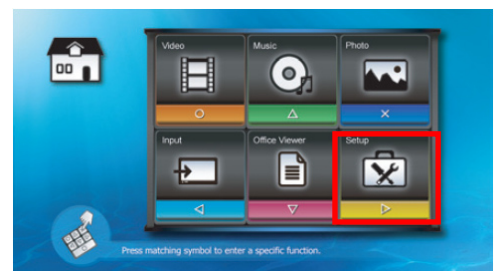 Video
Music
Photo
Input
Office Viewer
Setup
Press matching symbol to enter a specific function.